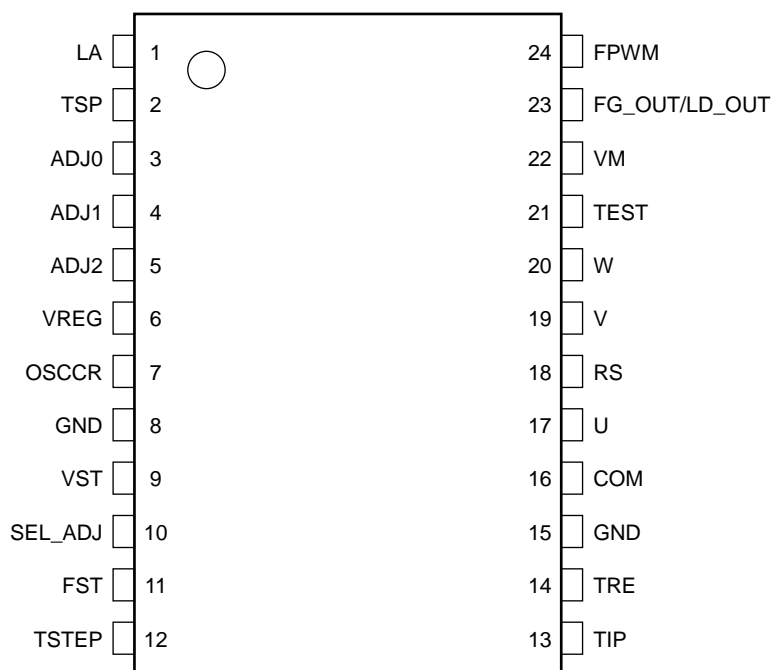 LA 1 24 FPWM
TSP 2 23 FG_OUT/LD_OUT
ADJ0 3 22 VM
ADJ1 4 21 TEST
ADJ2 5 20 W
VREG 6 19 V
OSCCR 7 18 RS
GND 8 17 U
VST 9 16 COM
SEL_ADJ 10 15 GND
FST 11 14 TRE
TSTEP 12 13 TIP